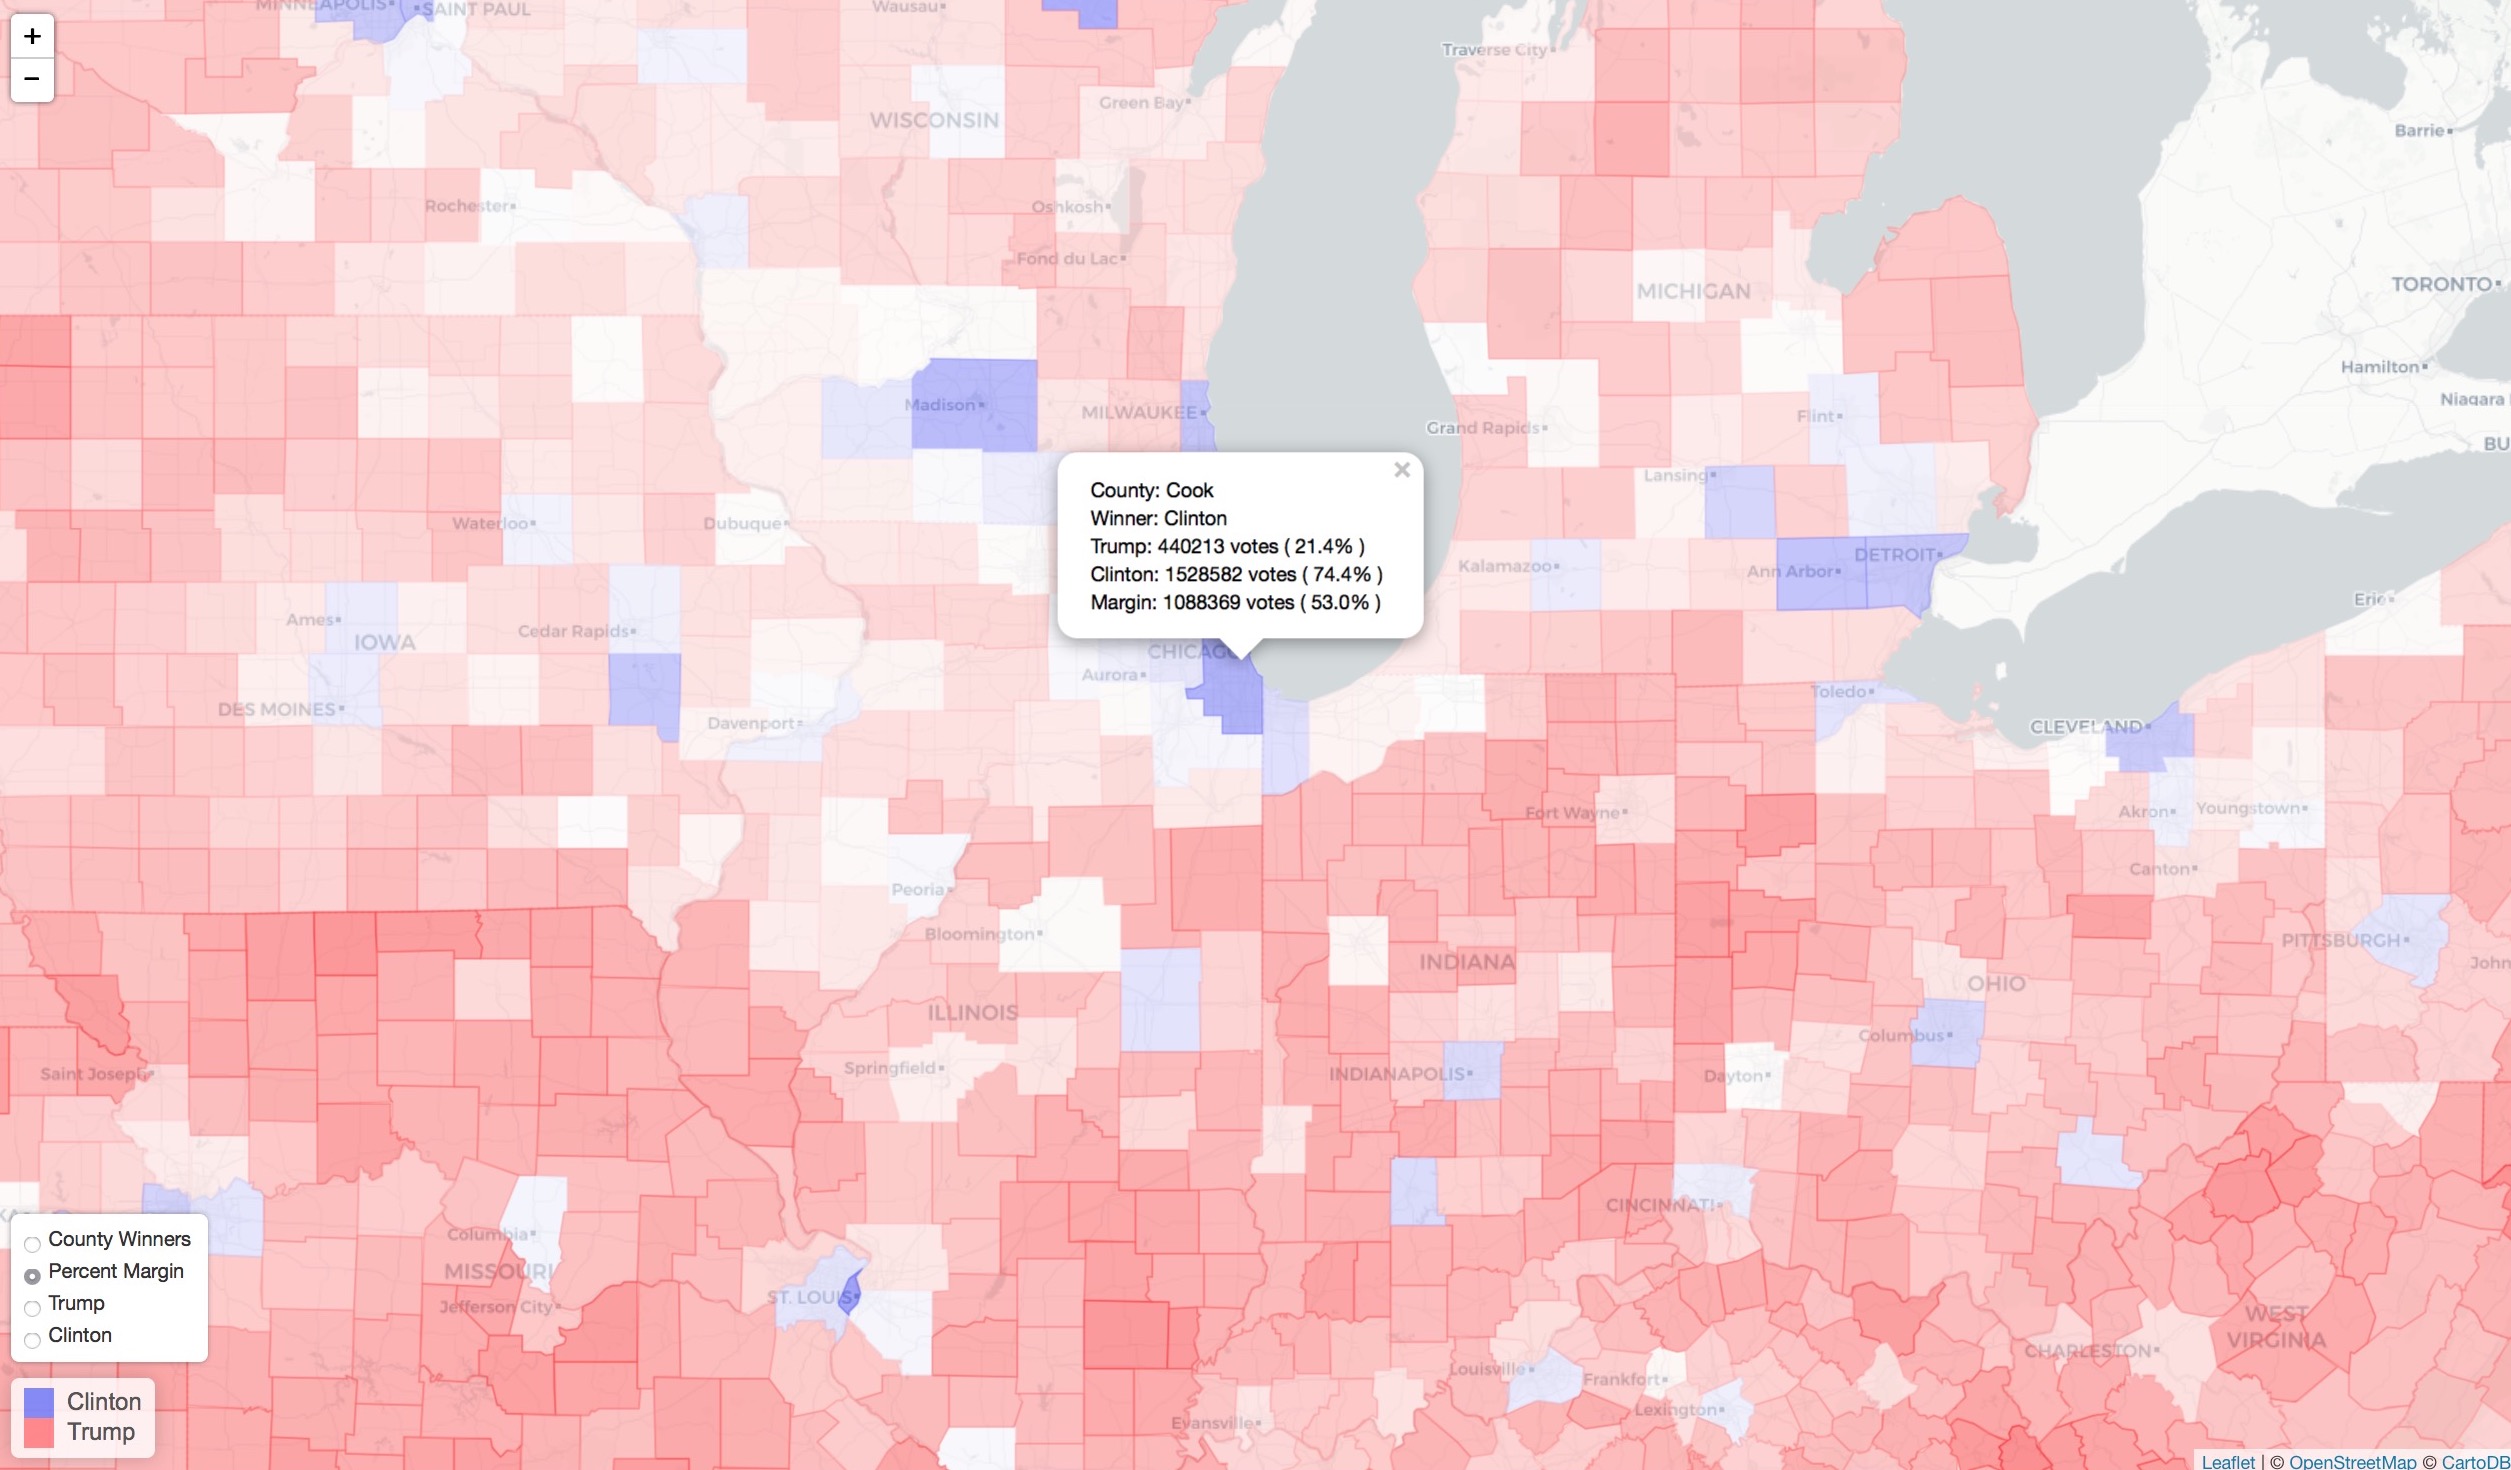 +
−
MINNEAPOLIS
SAINT PAUL
Wausau
Traverse City
Green Bay
WISCONSIN
Barrie
Rochester
Oshkosh
Fond du Lac
MICHIGAN
TORONTO
Hamilton
Niagara
Madison
MILWAUKEE
Grand Rapids
Flint
BU
Lansing
Waterloo
Dubuque
×
County: Cook
Winner: Clinton
Trump: 440213 votes ( 21.4% )
Clinton: 1528582 votes ( 74.4% )
Margin: 1088369 votes ( 53.0% )
Kalamazoo
Ann Arbor
DETROIT
Erie
Ames
IOWA
Cedar Rapids
CHICAGO
Aurora
DES MOINES
Davenport
Toledo
CLEVELAND
Fort Wayne
Akron
Youngstown
Peoria
Canton
Bloomington
INDIANA
PITTSBURGH
John
OHIO
ILLINOIS
Columbus
Saint Joseph
Springfield
INDIANAPOLIS
Dayton
KA
CINCINNATI
Columbia
MISSOURI
Jefferson City
ST. LOUIS
WEST
VIRGINIA
CHARLESTON
Louisville
Frankfort
Lexington
Evansville
County Winners
Percent Margin
Trump
Clinton
Clinton
Trump
Leaflet | © OpenStreetMap © CartoDB